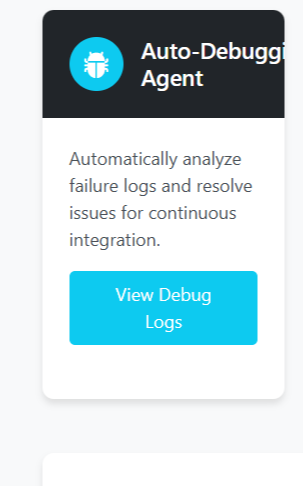 Auto-Debuggi
Agent
Automatically analyze
failure logs and resolve
issues for continuous
integration.
View Debug
Logs